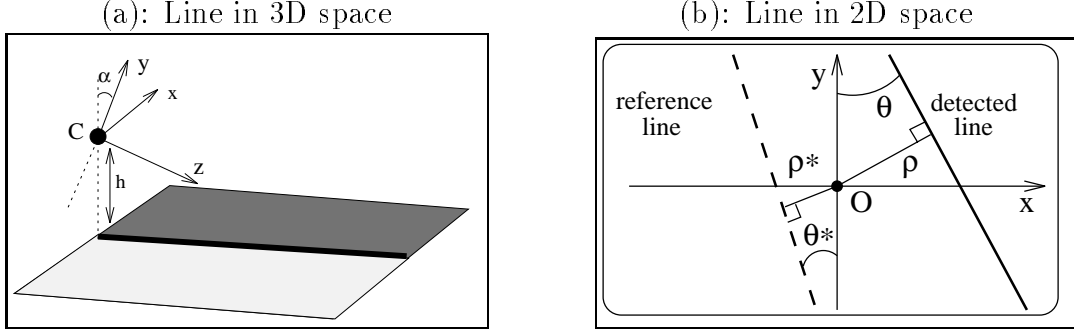 (a): Line in 3D space
y
α
x
C
z
h
(b): Line in 2D space
y
θ
reference
line
detected
line
ρ*
ρ
O
x
θ*